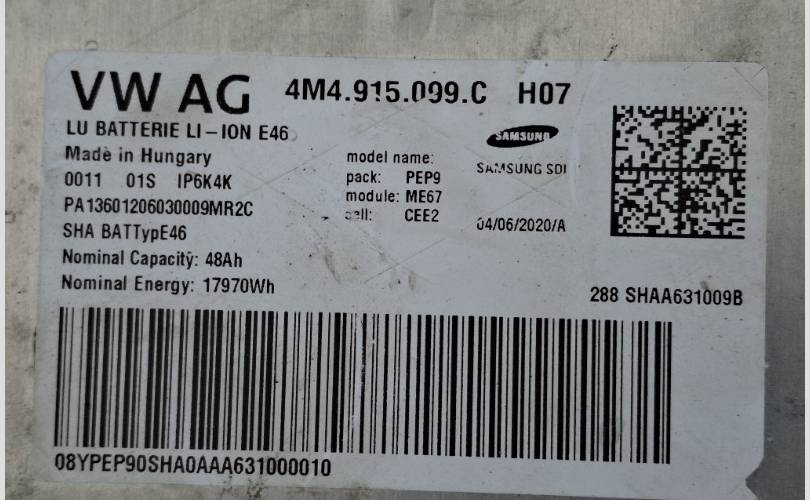 VW AG 4M4.915.099.C H07
LU BATTERIE LI-ION E46
Made in Hungary
0011 01S IP6K4K
PA13601206030009MR2C
SHA BATTypE46
Nominal Capacity: 48Ah
Nominal Energy: 17970Wh
model name:
pack: PEP9
module: ME67
cell: CEE2
SAMSUNG
SAMSUNG SDI
04/06/2020/A
288 SHAA631009B
08YPEP90SHA0AAA631000010